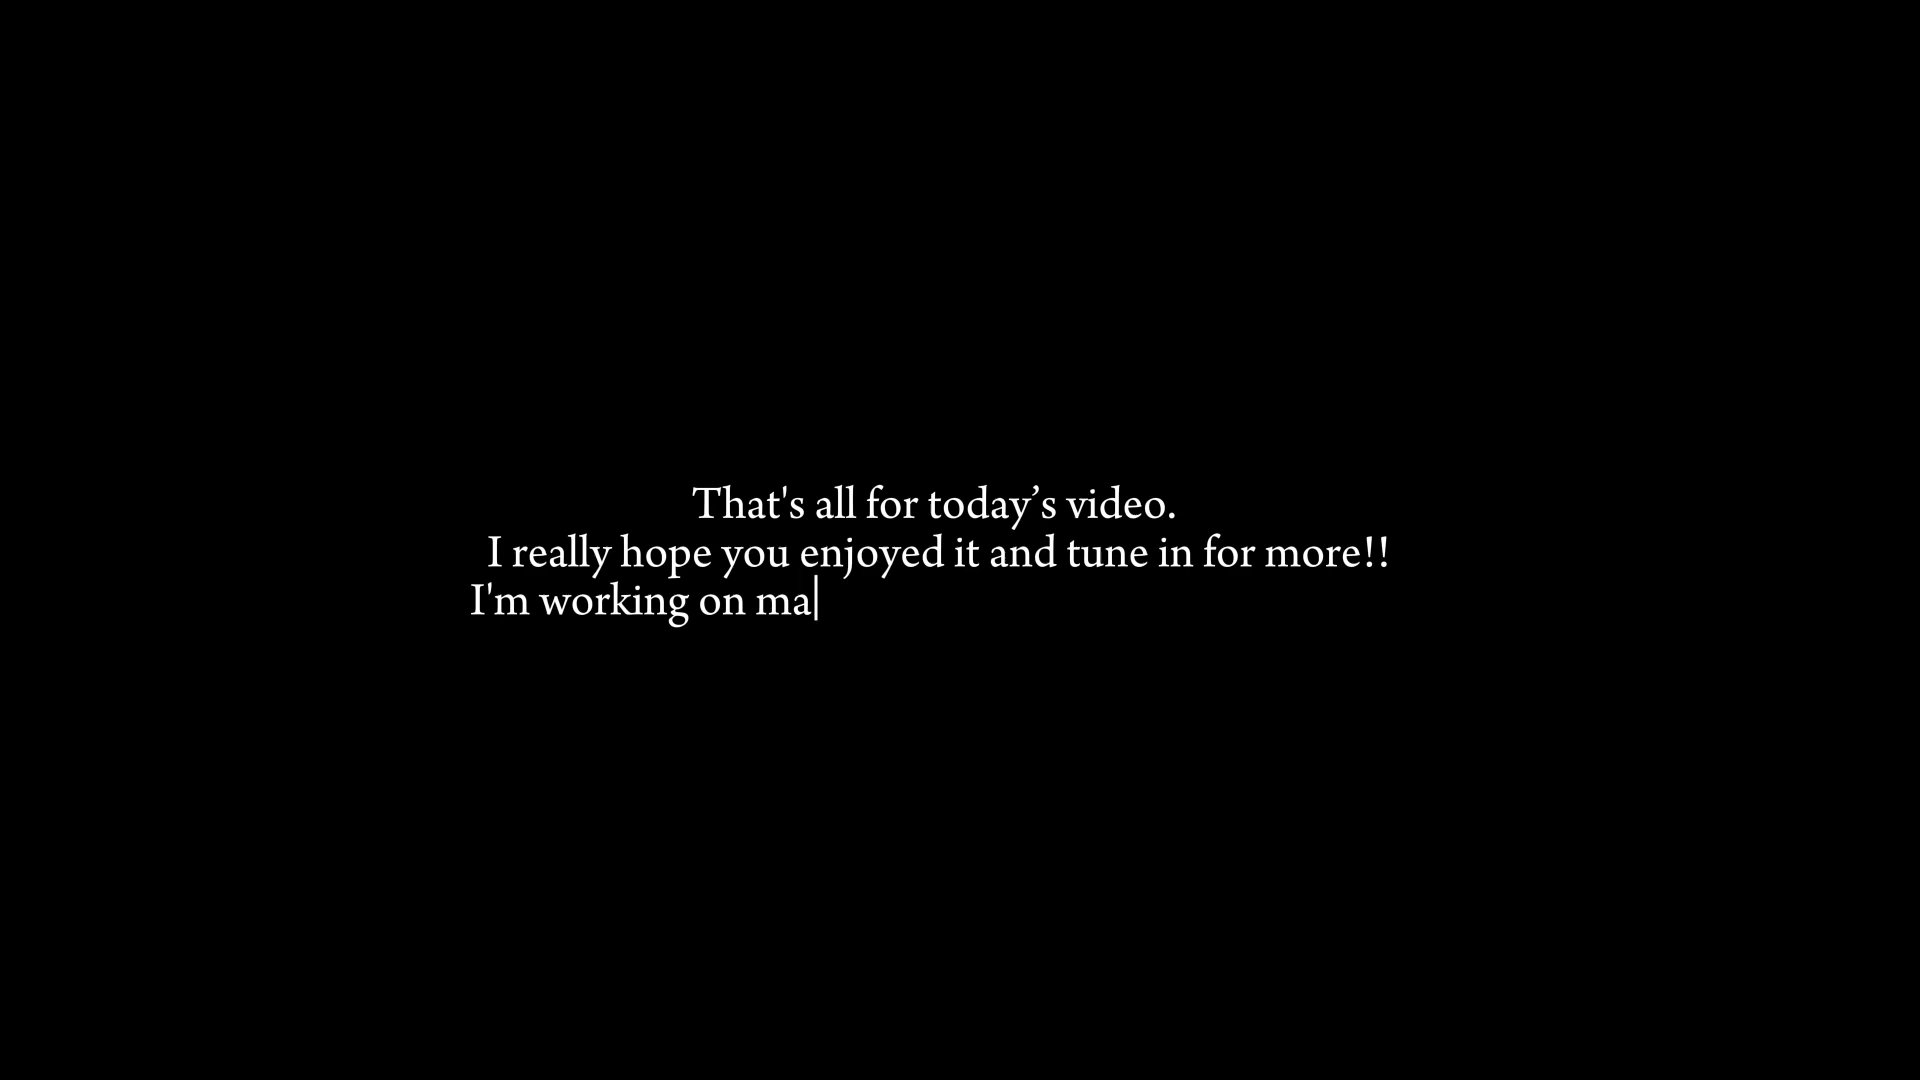 That's all for today’s video.
I really hope you enjoyed it and tune in for more!!
I'm working on ma